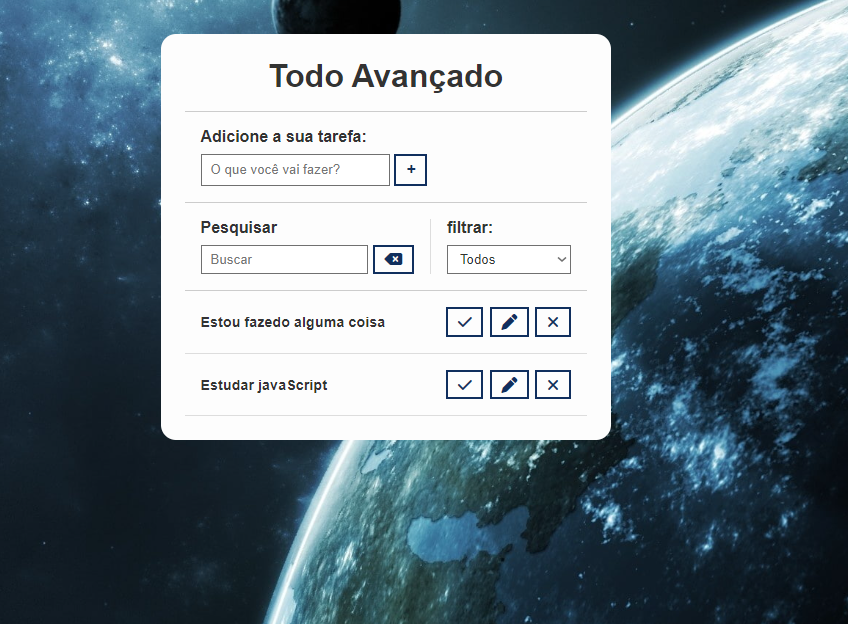 Todo Avançado
Adicione a sua tarefa:
O que você vai fazer?
+
Pesquisar
filtrar:
Buscar
Todos
Estou fazedo alguma coisa
Estudar javaScript